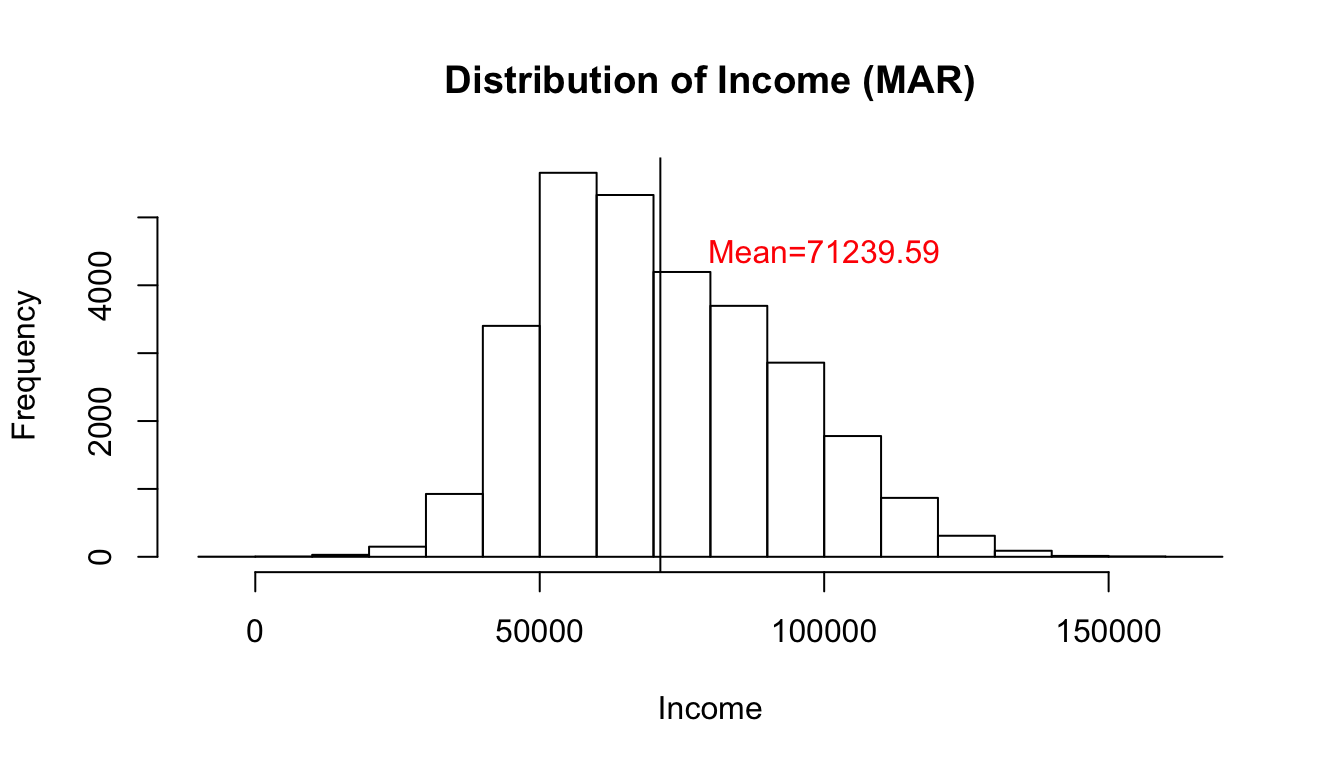 Distribution of Income (MAR)
Mean=71239.59
Frequency
4000
2000
0
0 50000 100000 150000
Income